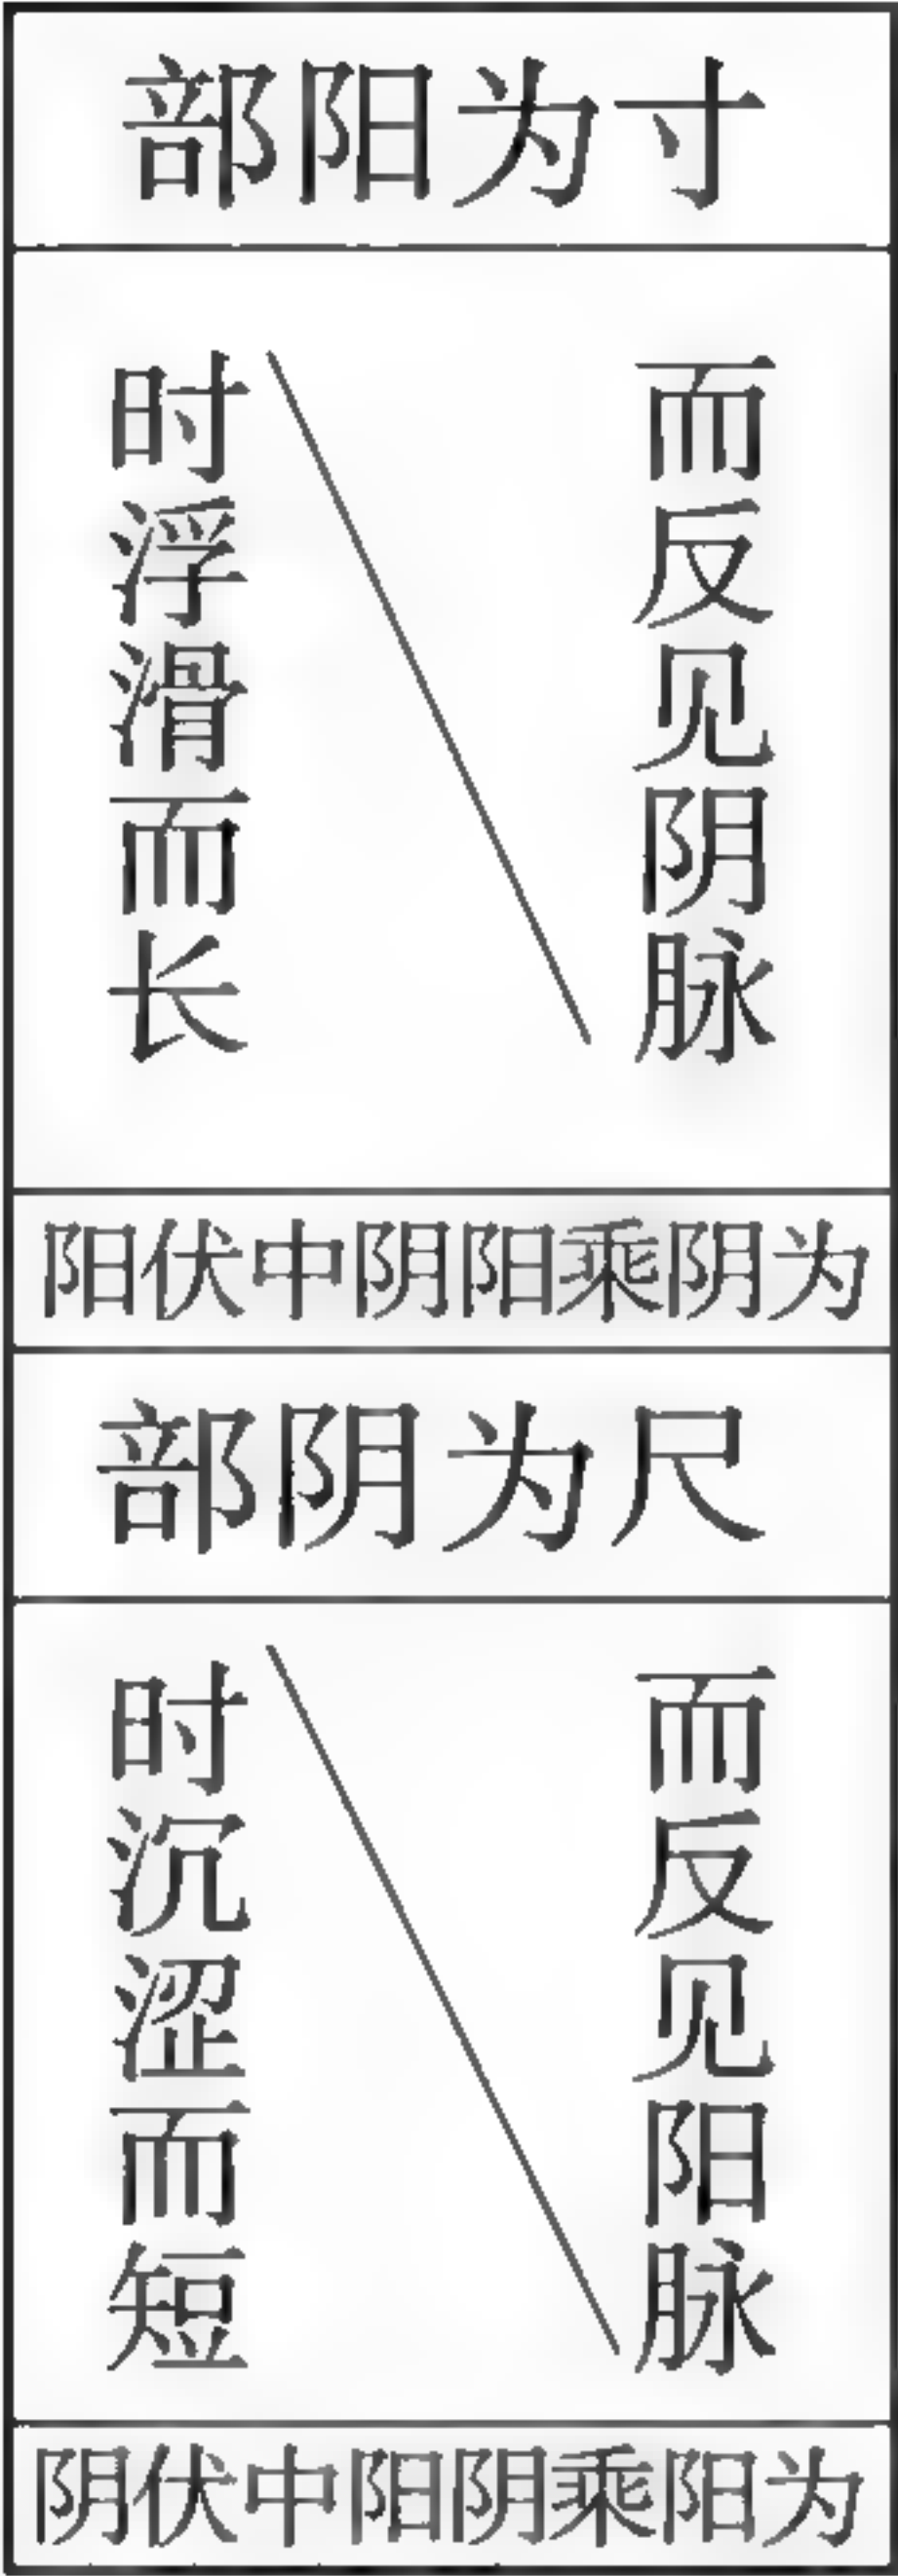 寸为阳部
而反见阴脉
时浮滑而长
为阴乘阳阴中伏阳
尺为阴部
而反见阳脉
时沉涩而短
为阳乘阴阳中伏阴